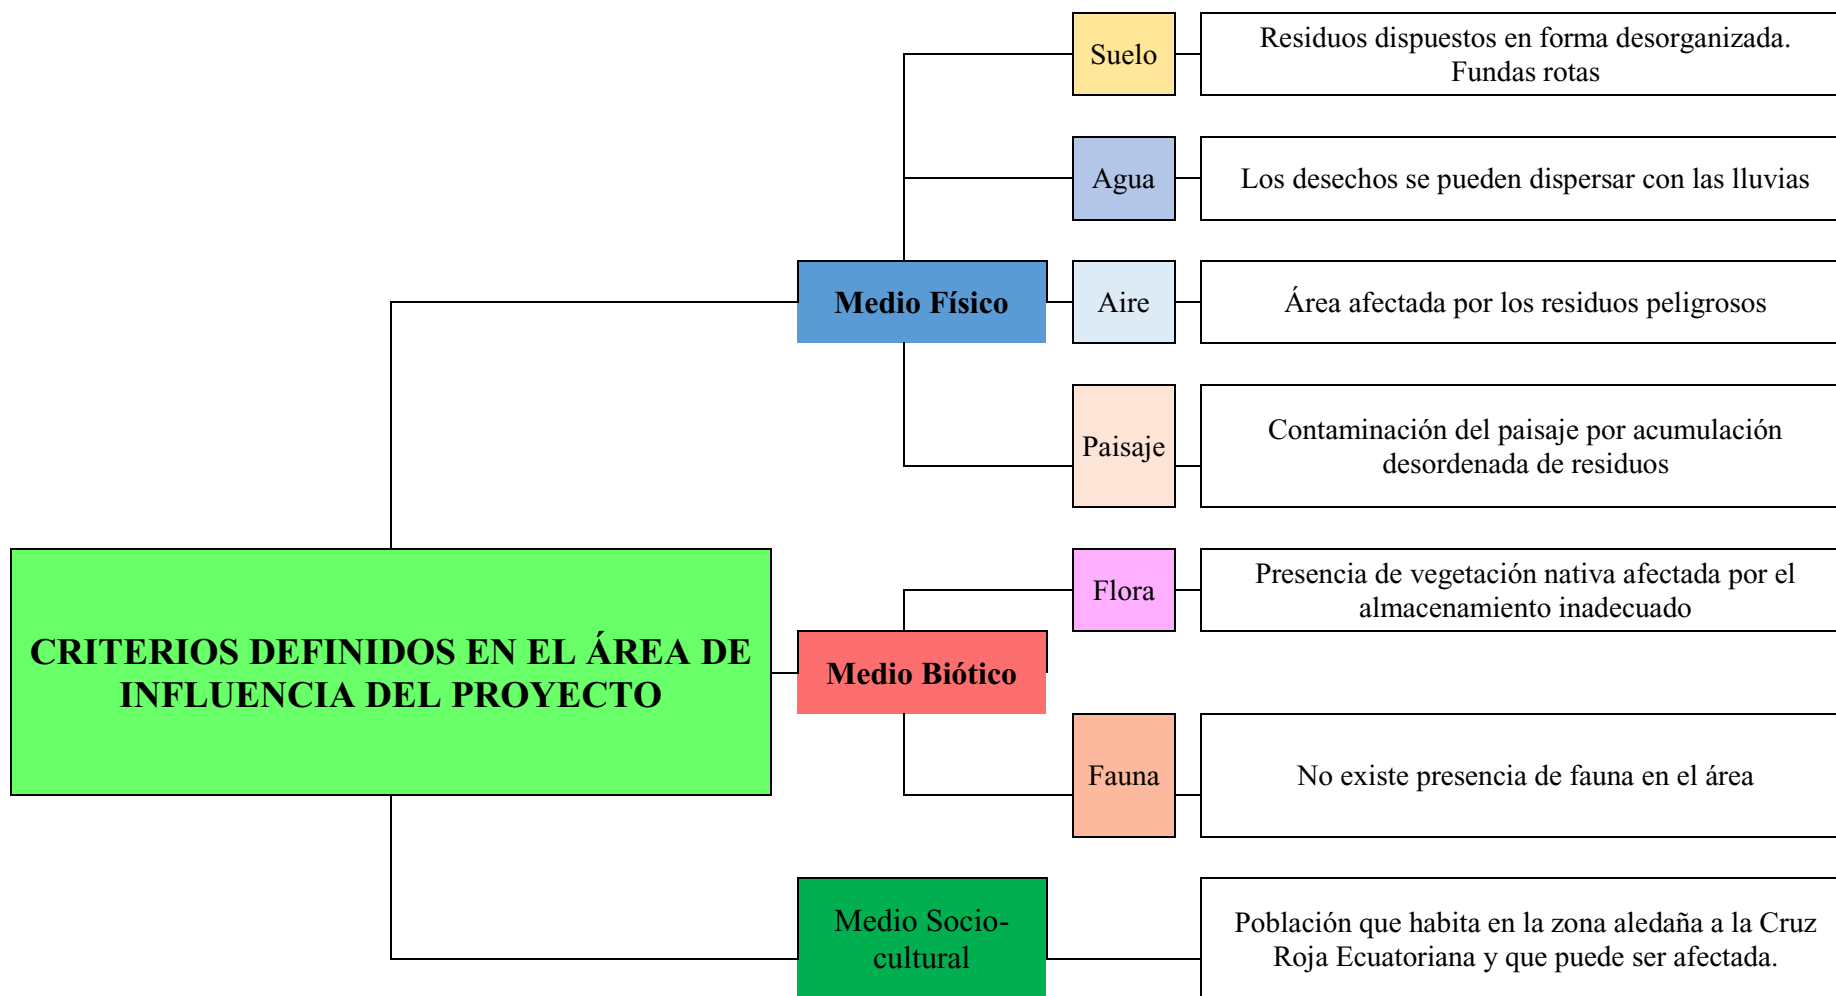 Suelo
Residuos dispuestos en forma desorganizada.
Fundas rotas
Agua
Los desechos se pueden dispersar con las lluvias
Medio Físico
Aire
Área afectada por los residuos peligrosos
Paisaje
Contaminación del paisaje por acumulación
desordenada de residuos
CRITERIOS DEFINIDOS EN EL ÁREA DE
INFLUENCIA DEL PROYECTO
Flora
Presencia de vegetación nativa afectada por el
almacenamiento inadecuado
Medio Biótico
Fauna
No existe presencia de fauna en el área
Medio Socio-
cultural
Población que habita en la zona aledaña a la Cruz
Roja Ecuatoriana y que puede ser afectada.